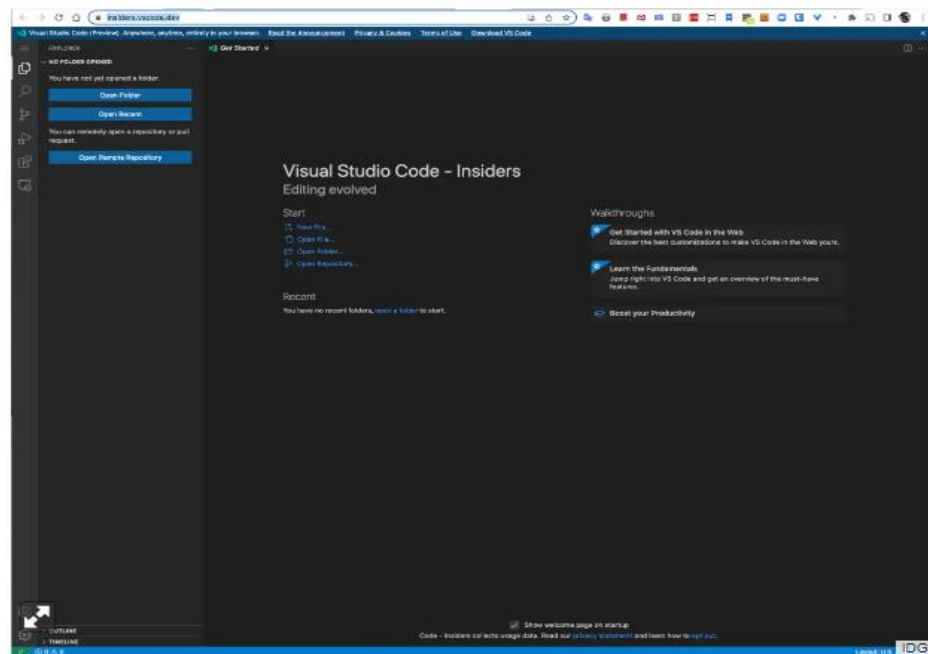 insiders.vscode.dev
Visual Studio Code (Preview). Anywhere, anytime, entirely in your browser. Read the Announcement Privacy & Cookies Terms of Use Download VS Code
EXPLORER
Get Started
NO FOLDER OPENED
You have not yet opened a folder.
Open Folder
Open Recent
You can remotely open a repository or pull
request.
Open Remote Repository
Visual Studio Code - Insiders
Editing evolved
Start
New File...
Open File...
Open Folder...
Open Repository...
Recent
You have no recent folders, open a folder to start.
Walkthroughs
Get Started with VS Code in the Web
Discover the best customizations to make VS Code in the Web yours.
Learn the Fundamentals
Jump right into VS Code and get an overview of the must-have
features.
Boost your Productivity
Show welcome page on startup
Code - Insiders collects usage data. Read our privacy statement and learn how to opt out.
OUTLINE
TIMELINE
0 0
Layout: U.S.
IDG